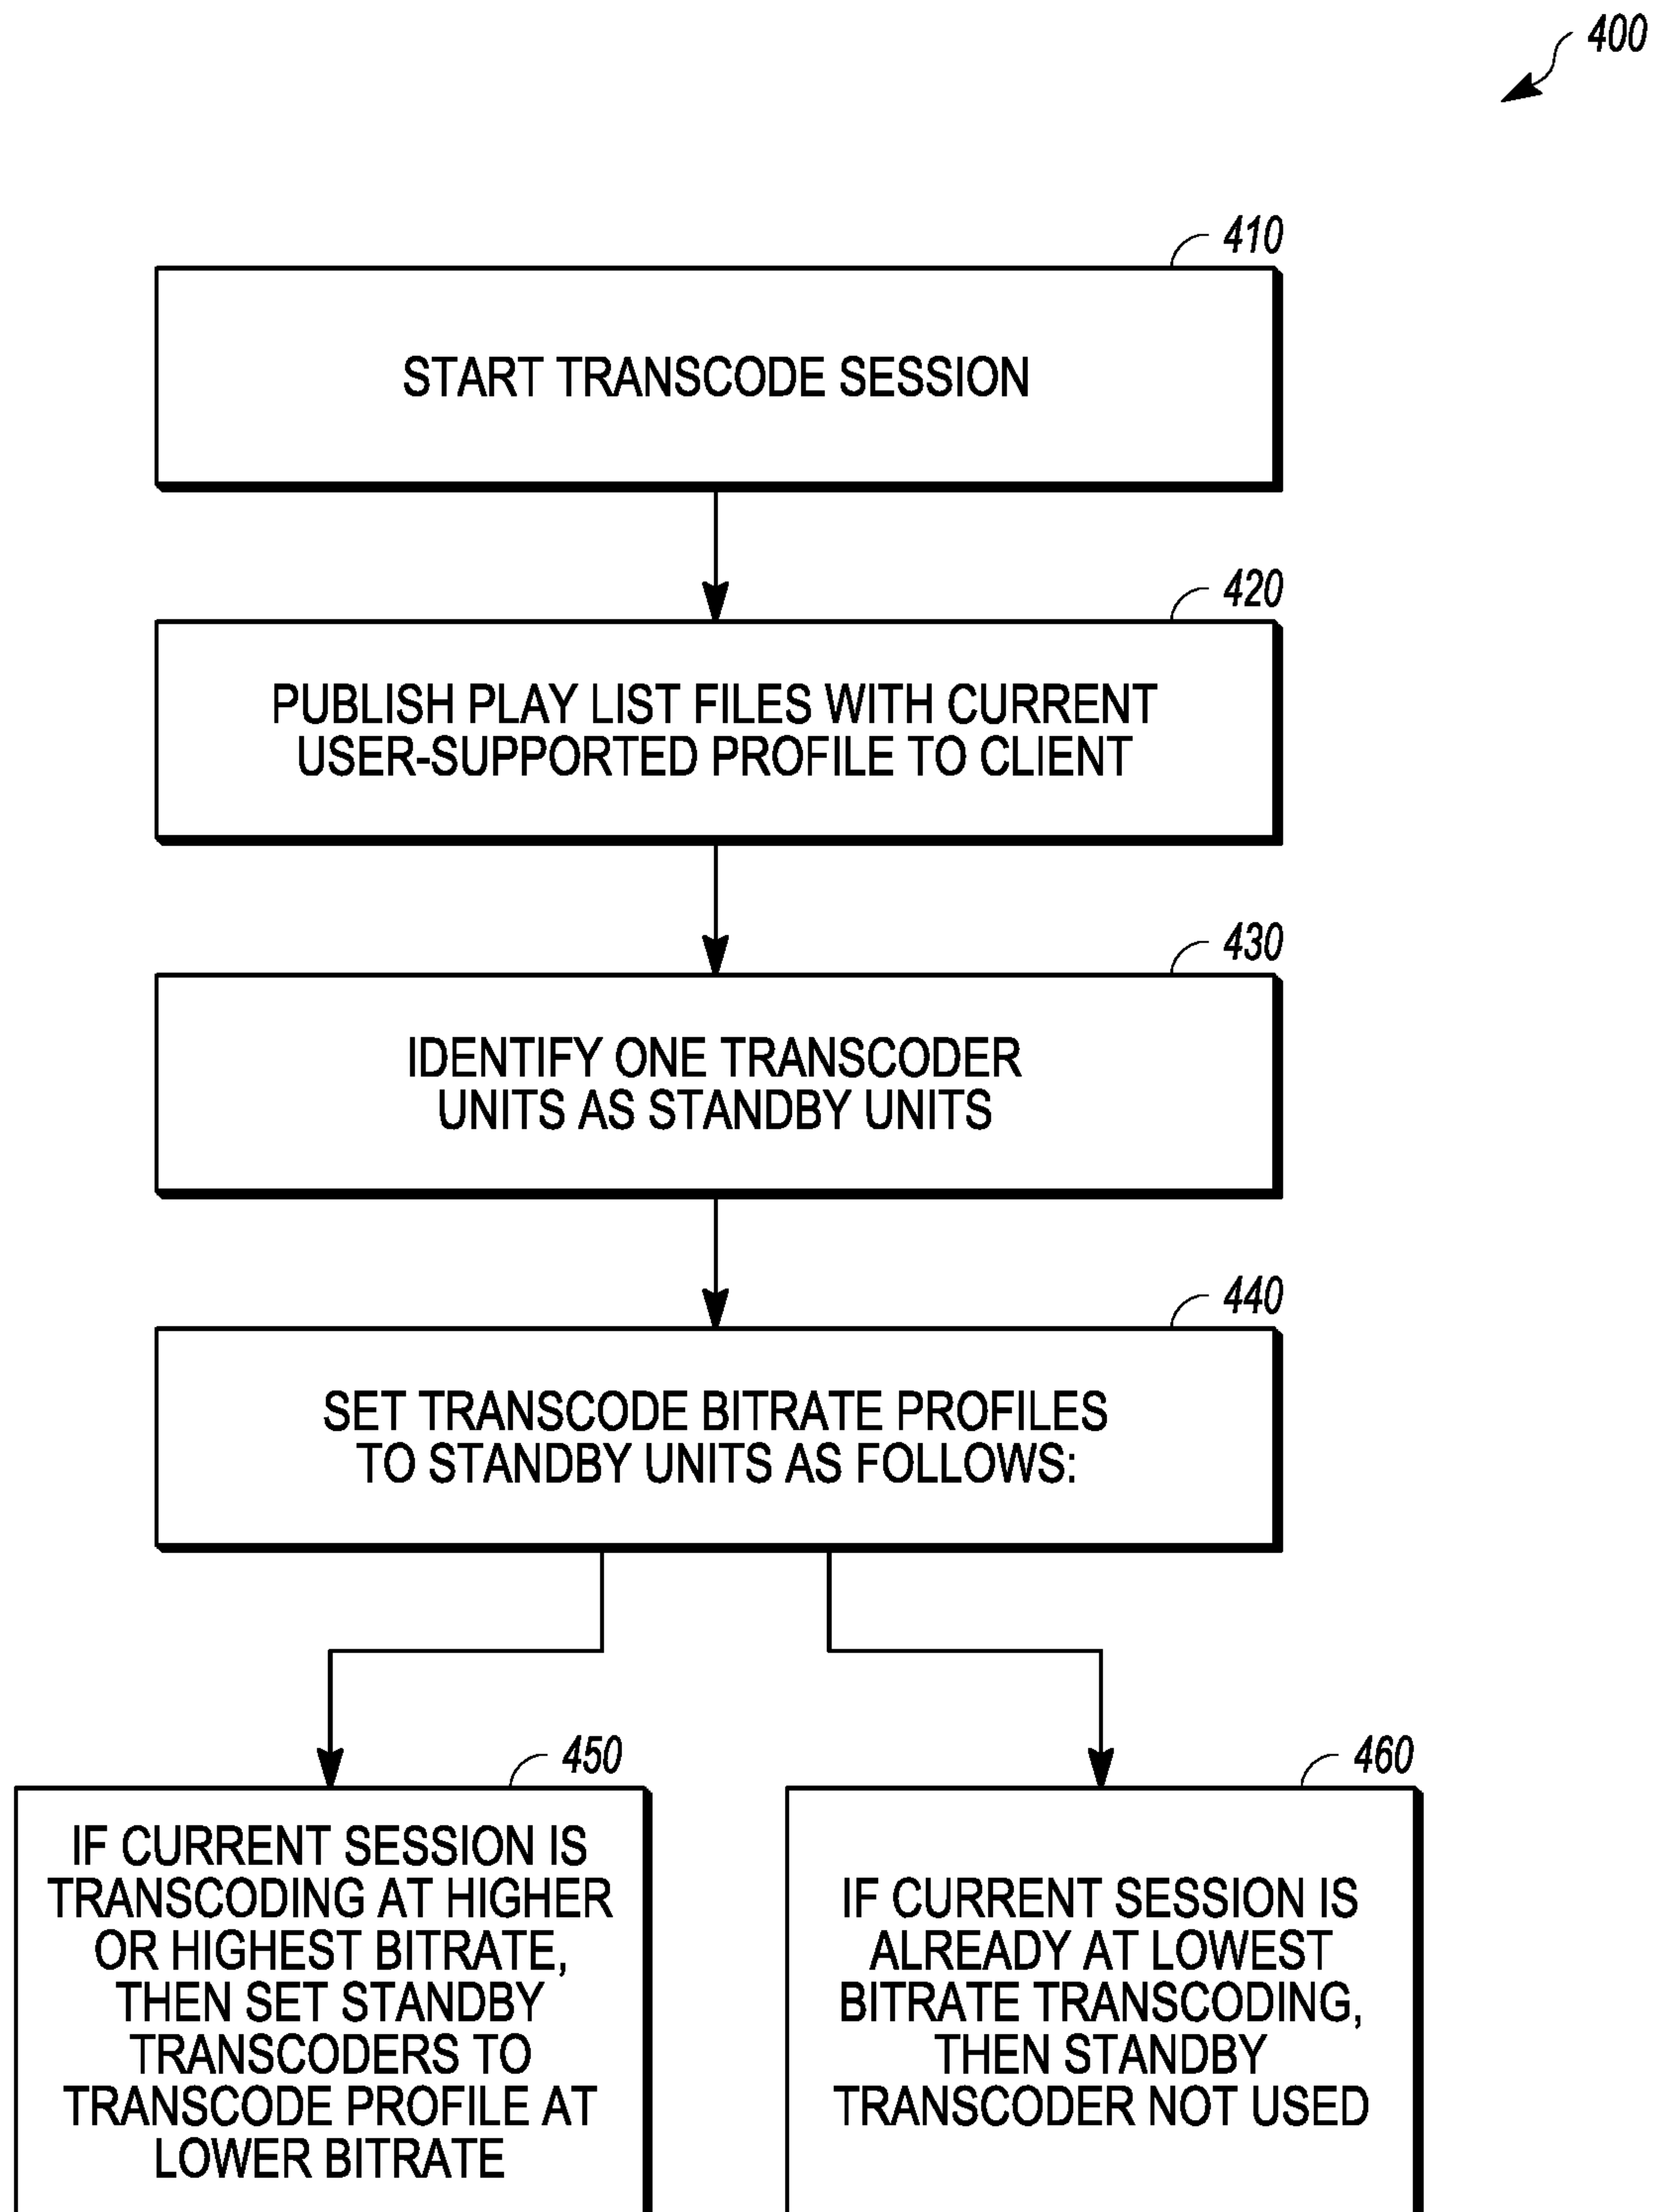 400
410
START TRANSCODE SESSION
420
PUBLISH PLAY LIST FILES WITH CURRENT
USER-SUPPORTED PROFILE TO CLIENT
430
IDENTIFY ONE TRANSCODER
UNITS AS STANDBY UNITS
440
SET TRANSCODE BITRATE PROFILES
TO STANDBY UNITS AS FOLLOWS:
450
IF CURRENT SESSION IS
TRANSCODING AT HIGHER
OR HIGHEST BITRATE,
THEN SET STANDBY
TRANSCODERS TO
TRANSCODE PROFILE AT
LOWER BITRATE
460
IF CURRENT SESSION IS
ALREADY AT LOWEST
BITRATE TRANSCODING,
THEN STANDBY
TRANSCODER NOT USED